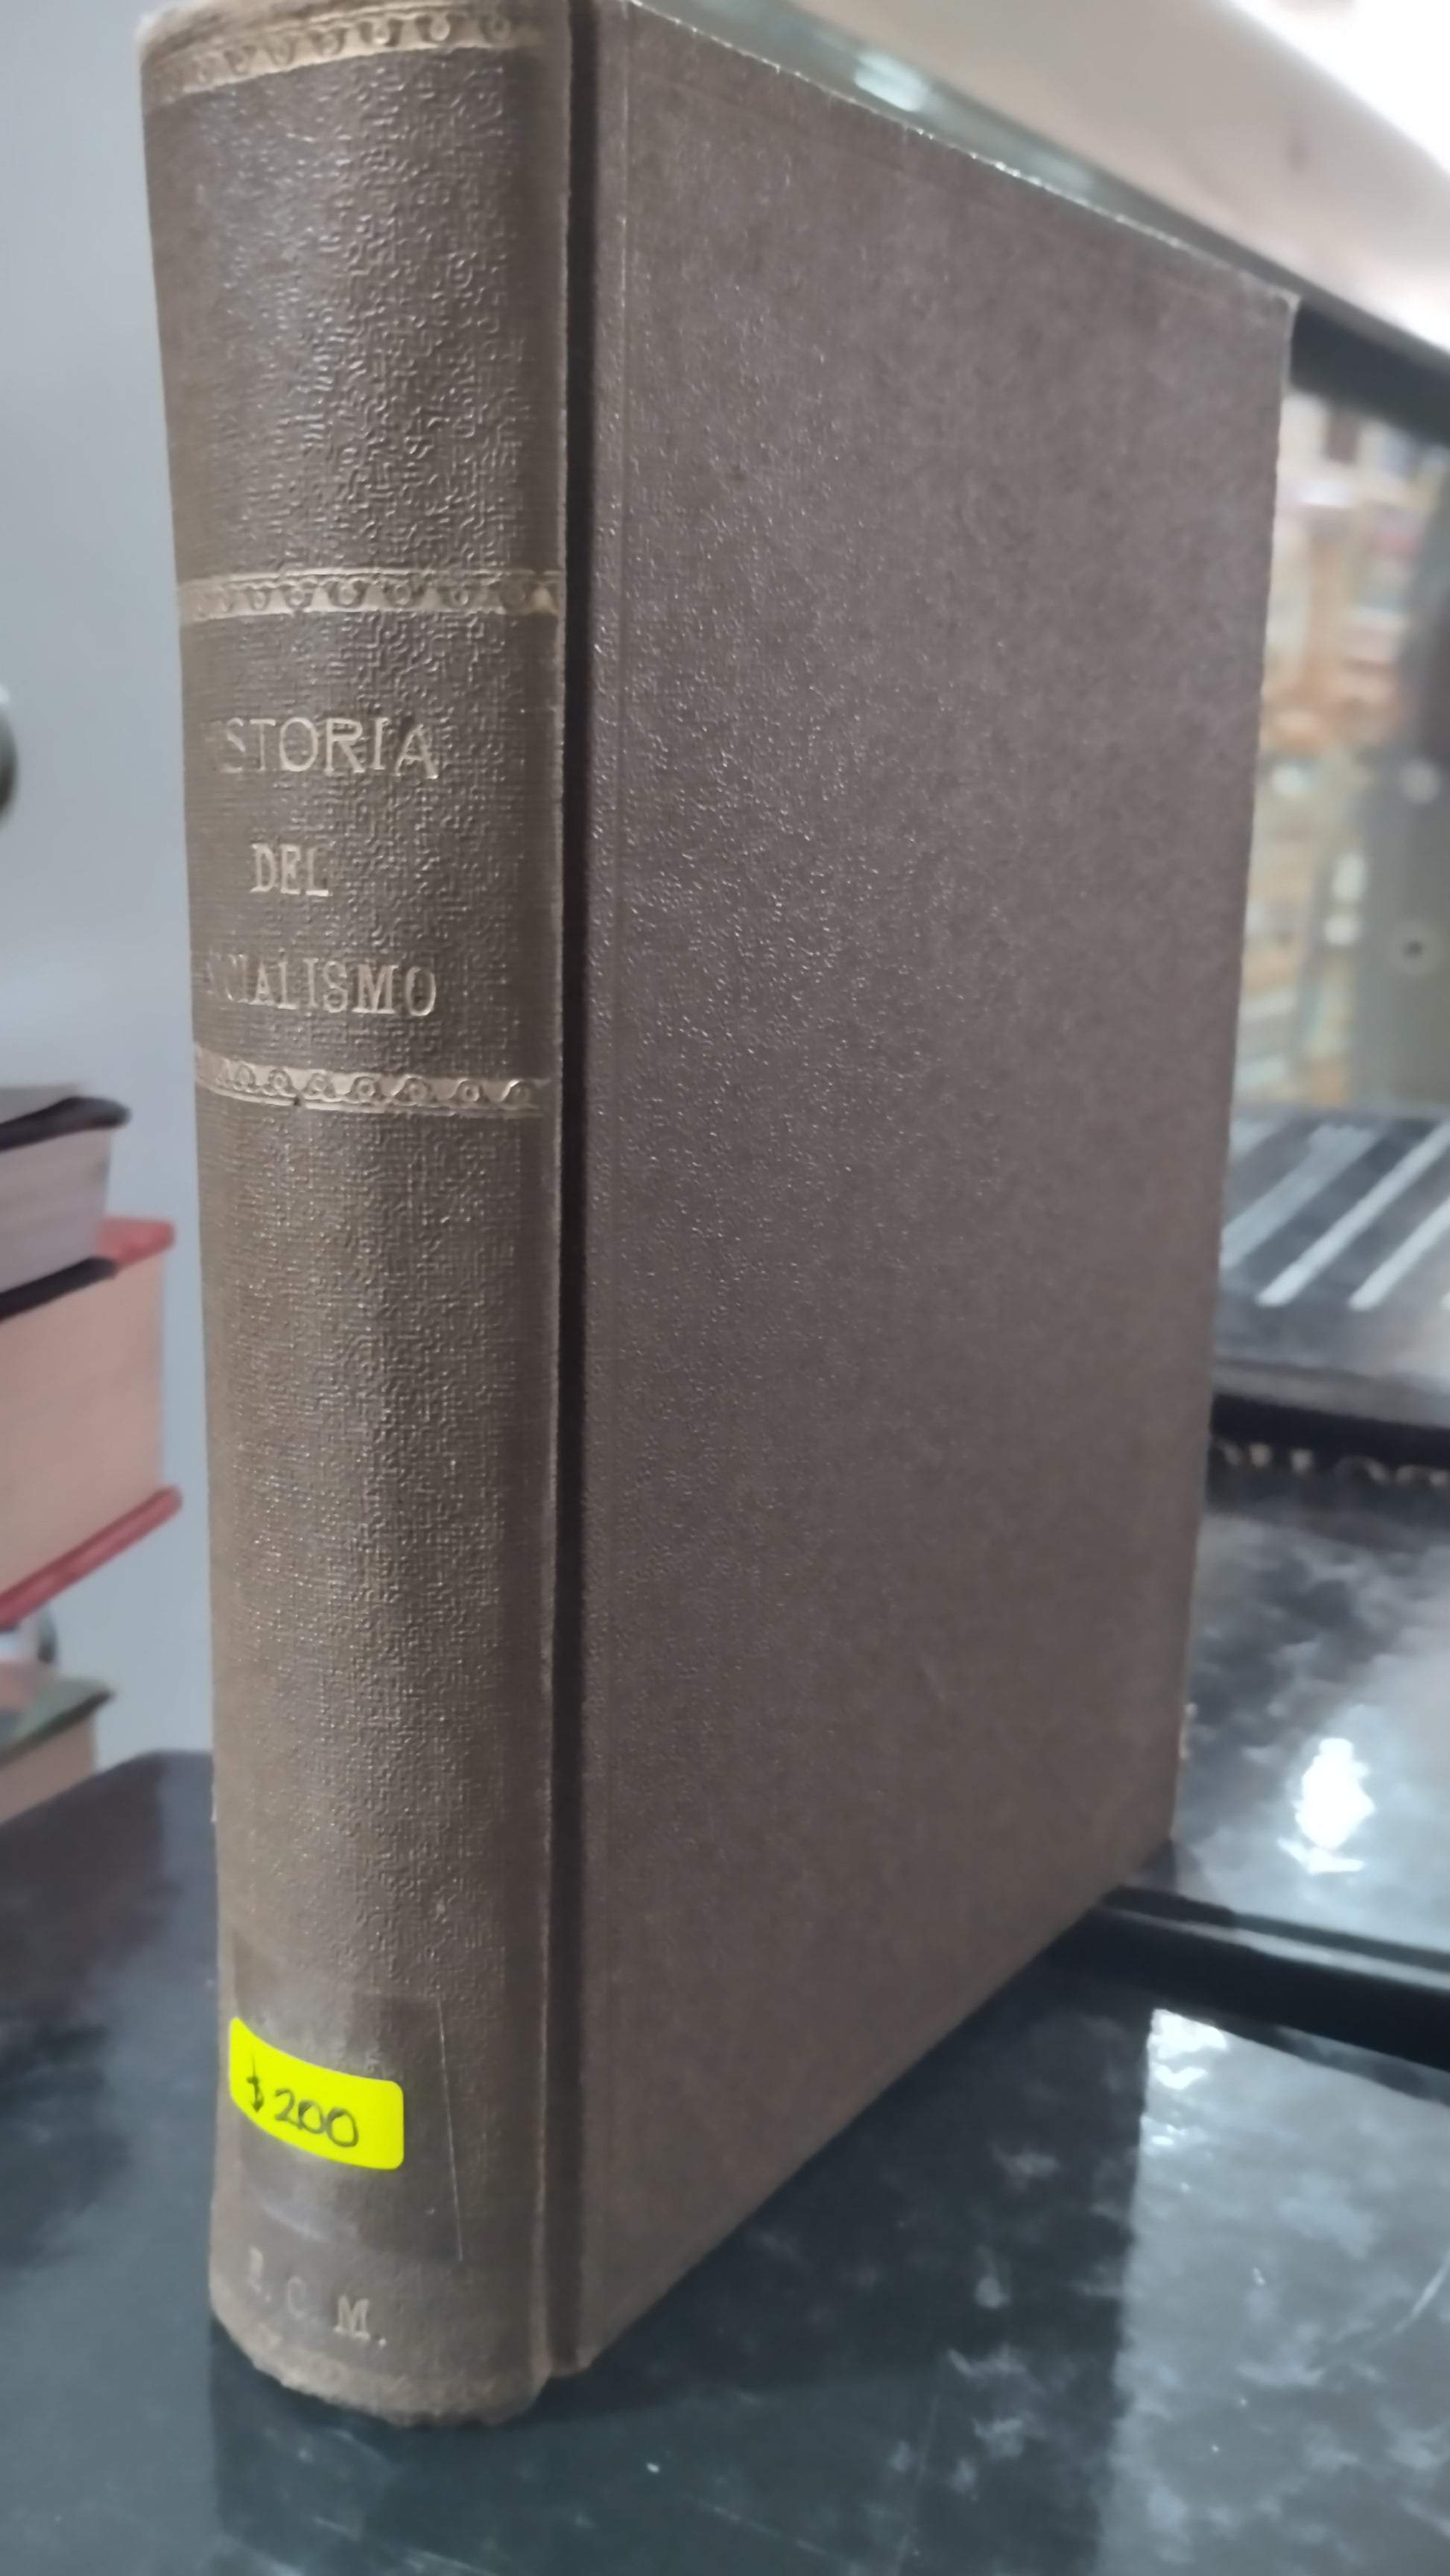 ISTORIA
DEL
CIALISMO
$200
C. M.